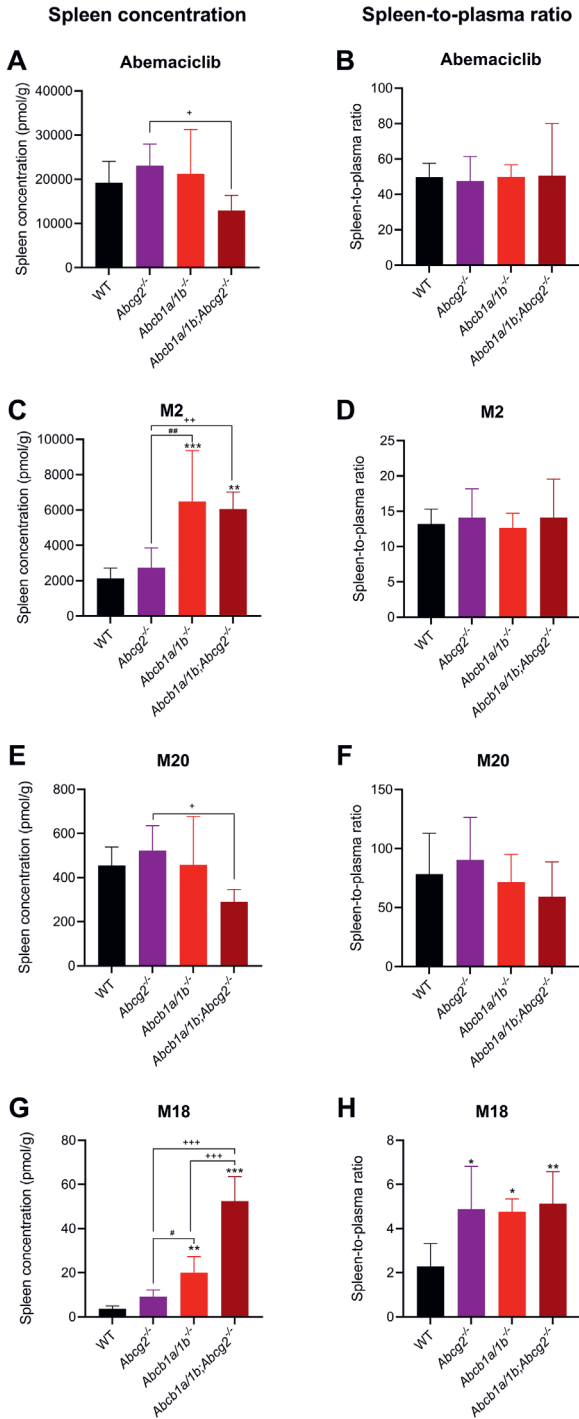 Spleen concentration
Spleen-to-plasma ratio
A
Abemaciclib
Spleen concentration (pmol/g)
40000
30000
20000
10000
0
+
WT
Abcg2-/-
Abcb1a/1b-/-
Abcb1a/1b;Abcg2-/-
B
Abemaciclib
Spleen-to-plasma ratio
100
80
60
40
20
0
WT
Abcg2-/-
Abcb1a/1b-/-
Abcb1a/1b;Abcg2-/-
C
M2
Spleen concentration (pmol/g)
10000
8000
6000
4000
2000
0
++
##
***
**
WT
Abcg2-/-
Abcb1a/1b-/-
Abcb1a/1b;Abcg2-/-
D
M2
Spleen-to-plasma ratio
25
20
15
10
5
0
WT
Abcg2-/-
Abcb1a/1b-/-
Abcb1a/1b;Abcg2-/-
E
M20
Spleen concentration (pmol/g)
800
600
400
200
0
+
WT
Abcg2-/-
Abcb1a/1b-/-
Abcb1a/1b;Abcg2-/-
F
M20
Spleen-to-plasma ratio
150
100
50
0
WT
Abcg2-/-
Abcb1a/1b-/-
Abcb1a/1b;Abcg2-/-
G
M18
Spleen concentration (pmol/g)
80
60
40
20
0
+++
+++
***
#
**
WT
Abcg2-/-
Abcb1a/1b-/-
Abcb1a/1b;Abcg2-/-
H
M18
Spleen-to-plasma ratio
8
6
4
2
0
*
*
**
WT
Abcg2-/-
Abcb1a/1b-/-
Abcb1a/1b;Abcg2-/-